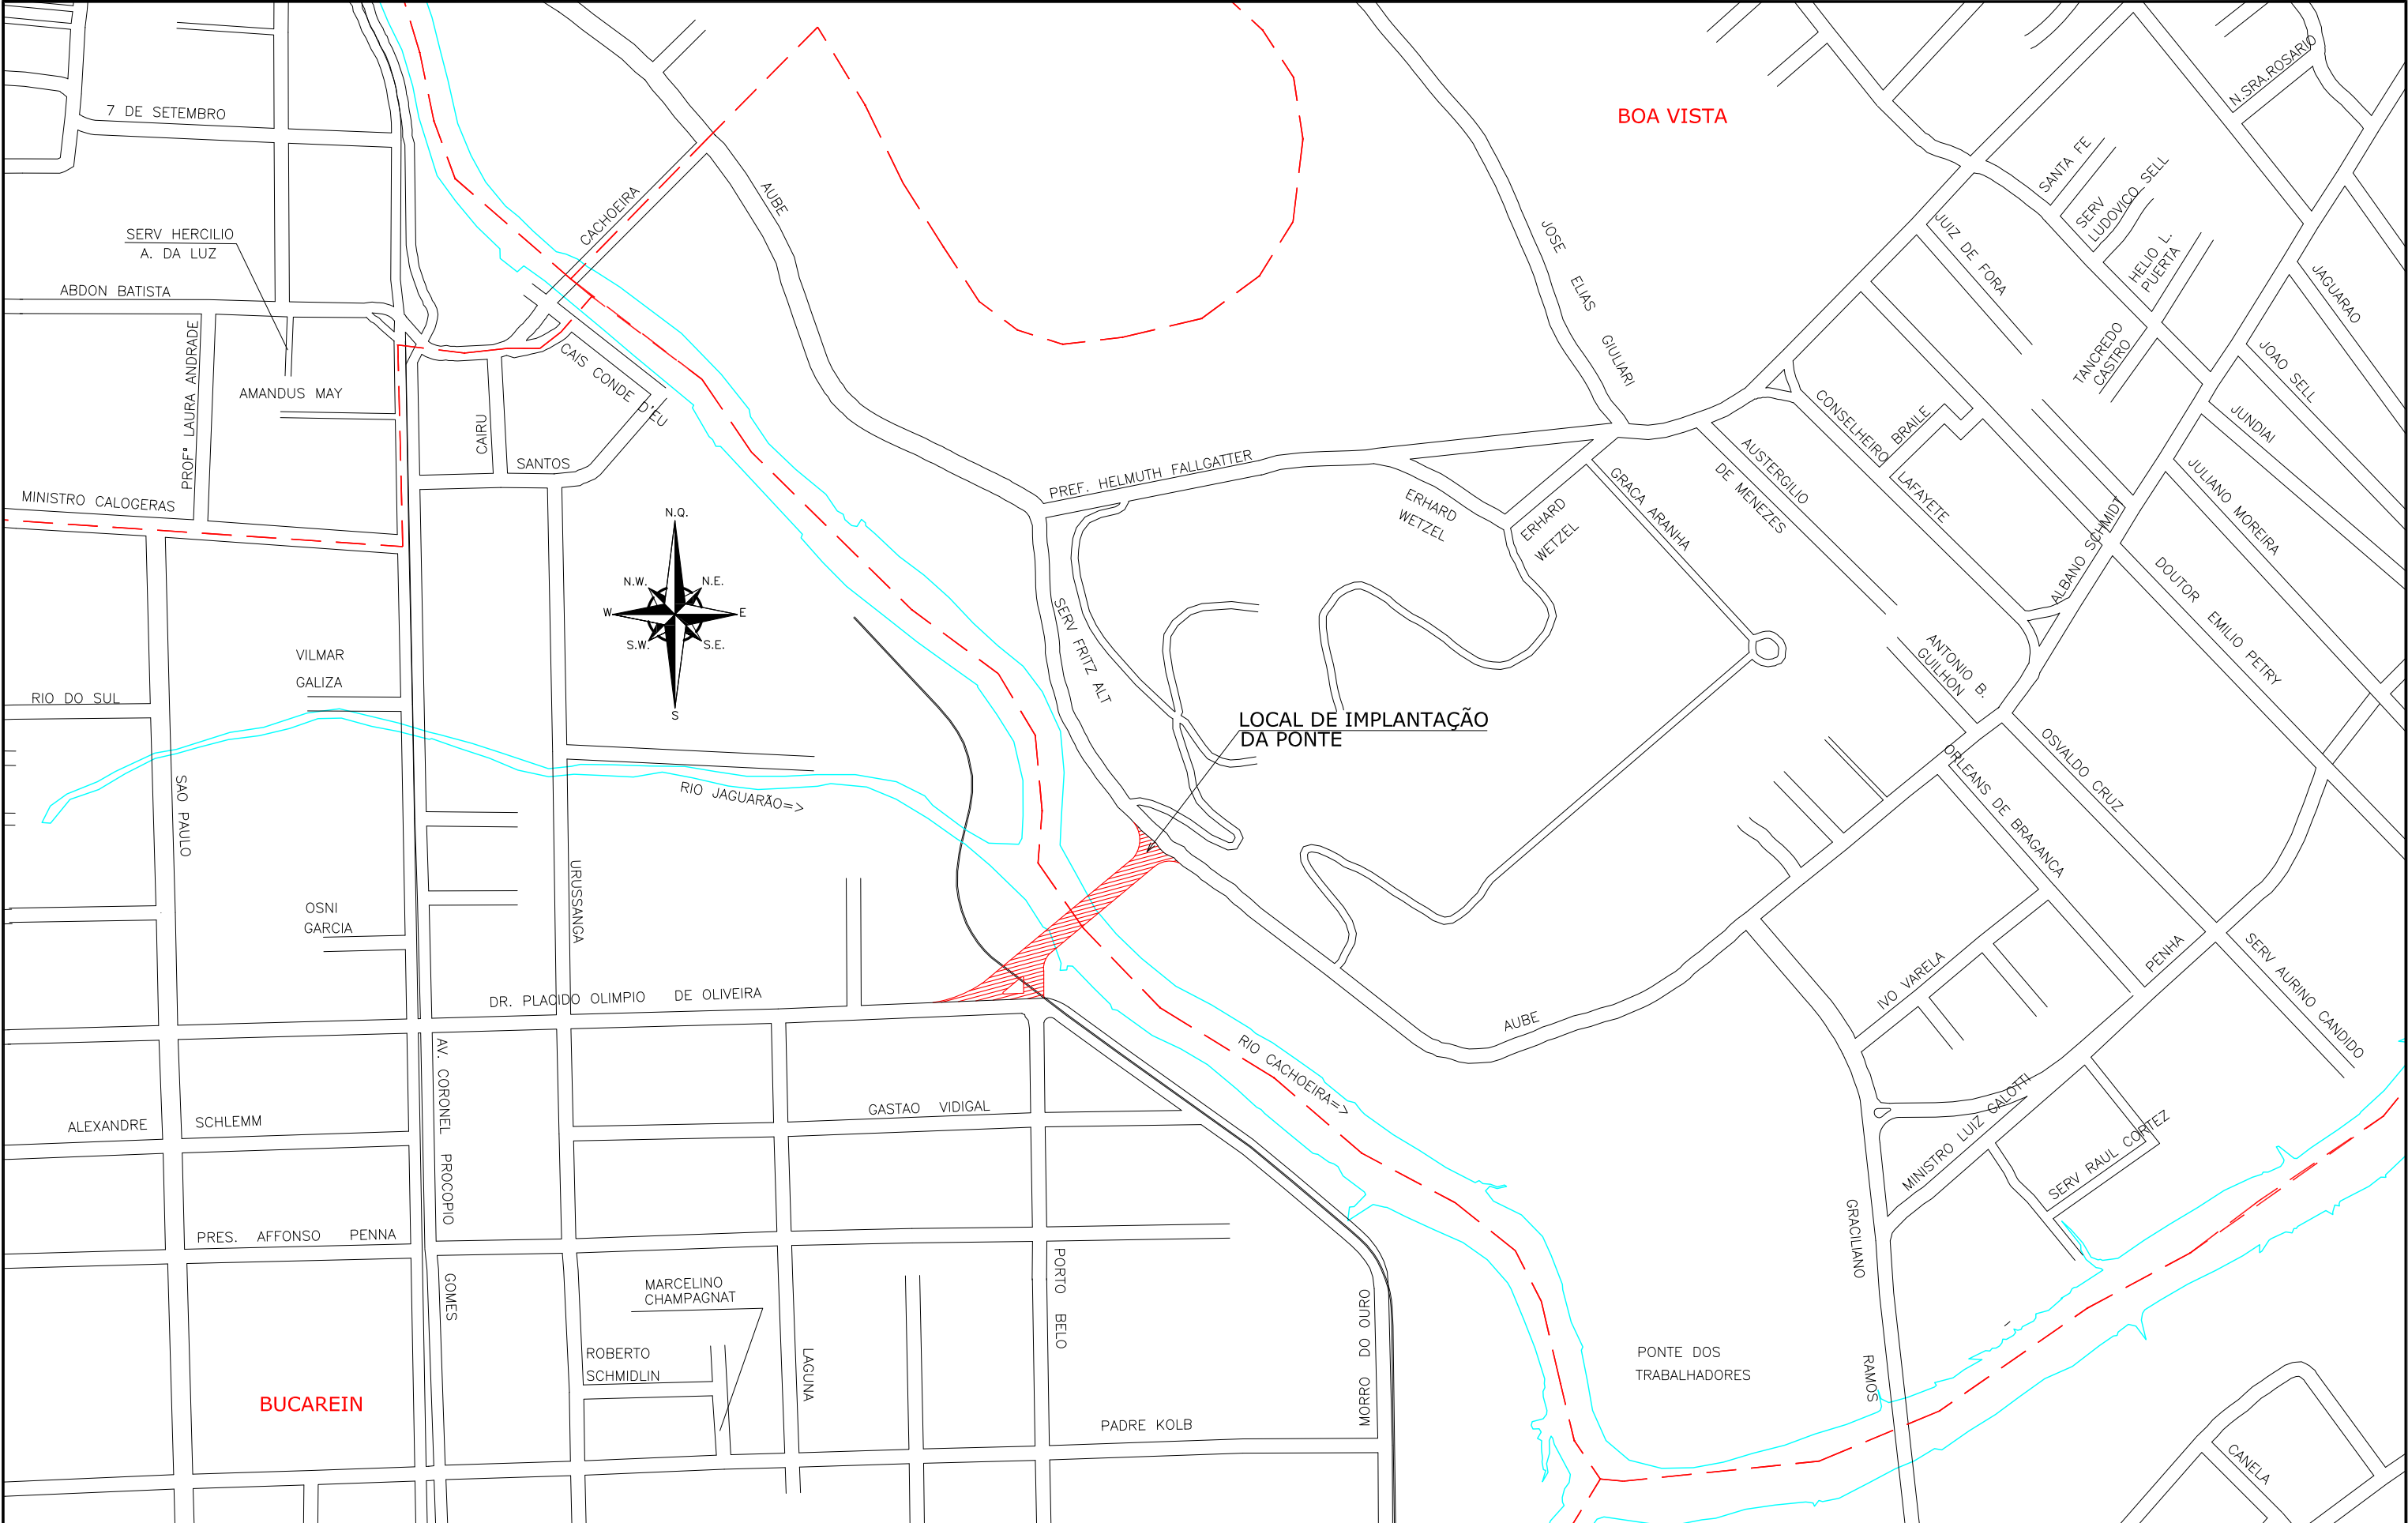 BOA VISTA
N.SRA.ROSARIO
7 DE SETEMBRO
SANTA FE
SERV
LUDOVICO SELL
CACHOEIRA
AUBE
JUIZ DE FORA
HELIO L.
PUERTA
SERV HERCILIO
A. DA LUZ
JOSE ELIAS GIULIARI
JAGUARAO
ABDON BATISTA
PROFª LAURA ANDRADE
TANCREDO
CASTRO
JOAO SELL
AMANDUS MAY
CAIS CONDE D'EU
CAIRU
SANTOS
CONSELHEIRO
BRAILE
LAFAYETE
JUNDIAI
JULIANO MOREIRA
AUSTERGILIO
DE MENEZES
PREF. HELMUTH FALLGATTER
ERHARD
WETZEL
ERHARD
WETZEL
GRACA ARANHA
MINISTRO CALOGERAS
ALBANO SCHMIDT
DOUTOR EMILIO PETRY
N.Q.
N.W.
N.E.
W
E
S.W.
S.E.
S
SERV FRITZ ALT
VILMAR
GALIZA
RIO DO SUL
ANTONIO B.
GUILHON
LOCAL DE IMPLANTAÇÃO
DA PONTE
OSVALDO CRUZ
ORLEANS DE BRAGANCA
RIO JAGUARÃO=>
SAO PAULO
URUSSANGA
OSNI
GARCIA
PENHA
SERV AURINO CANDIDO
IVO VARELA
DR. PLACIDO OLIMPIO DE OLIVEIRA
AUBE
RIO CACHOEIRA=>
AV. CORONEL PROCOPIO
GOMES
ALEXANDRE SCHLEMM
GASTAO VIDIGAL
MINISTRO LUIZ GALOTTI
SERV RAUL CORTEZ
PRES. AFFONSO PENNA
GRACILIANO
RAMOS
MARCELINO
CHAMPAGNAT
PORTO BELO
MORRO DO OURO
ROBERTO
SCHMIDLIN
LAGUNA
PONTE DOS
TRABALHADORES
BUCAREIN
PADRE KOLB
CANELA